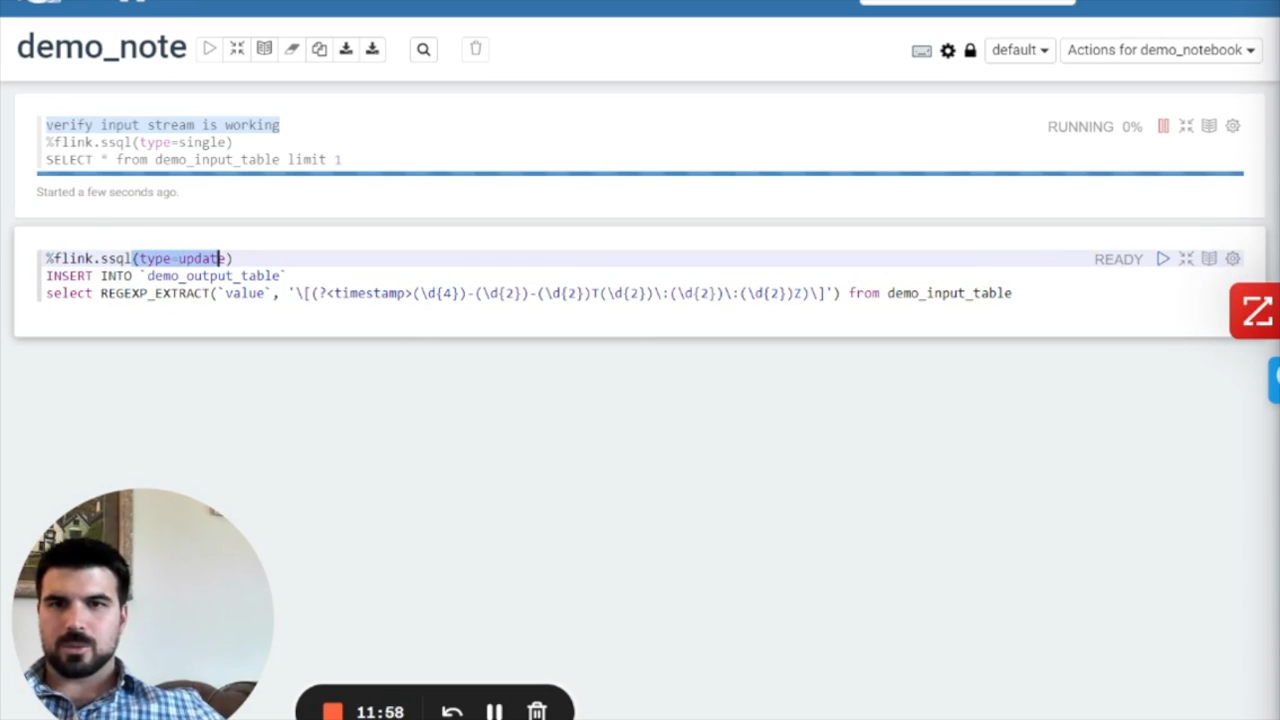 demo_note
default
Actions for demo_notebook
verify input stream is working
RUNNING 0%
%flink.ssql(type=single)
SELECT * from demo_input_table limit 1
Started a few seconds ago.
%flink.ssql(type=update)
READY
INSERT INTO `demo_output_table`
select REGEXP_EXTRACT(`value`, '\[(?<timestamp>(\d{4})-(\d{2})-(\d{2})T(\d{2})\:(\d{2})\:(\d{2})Z)\]') from demo_input_table
11:58